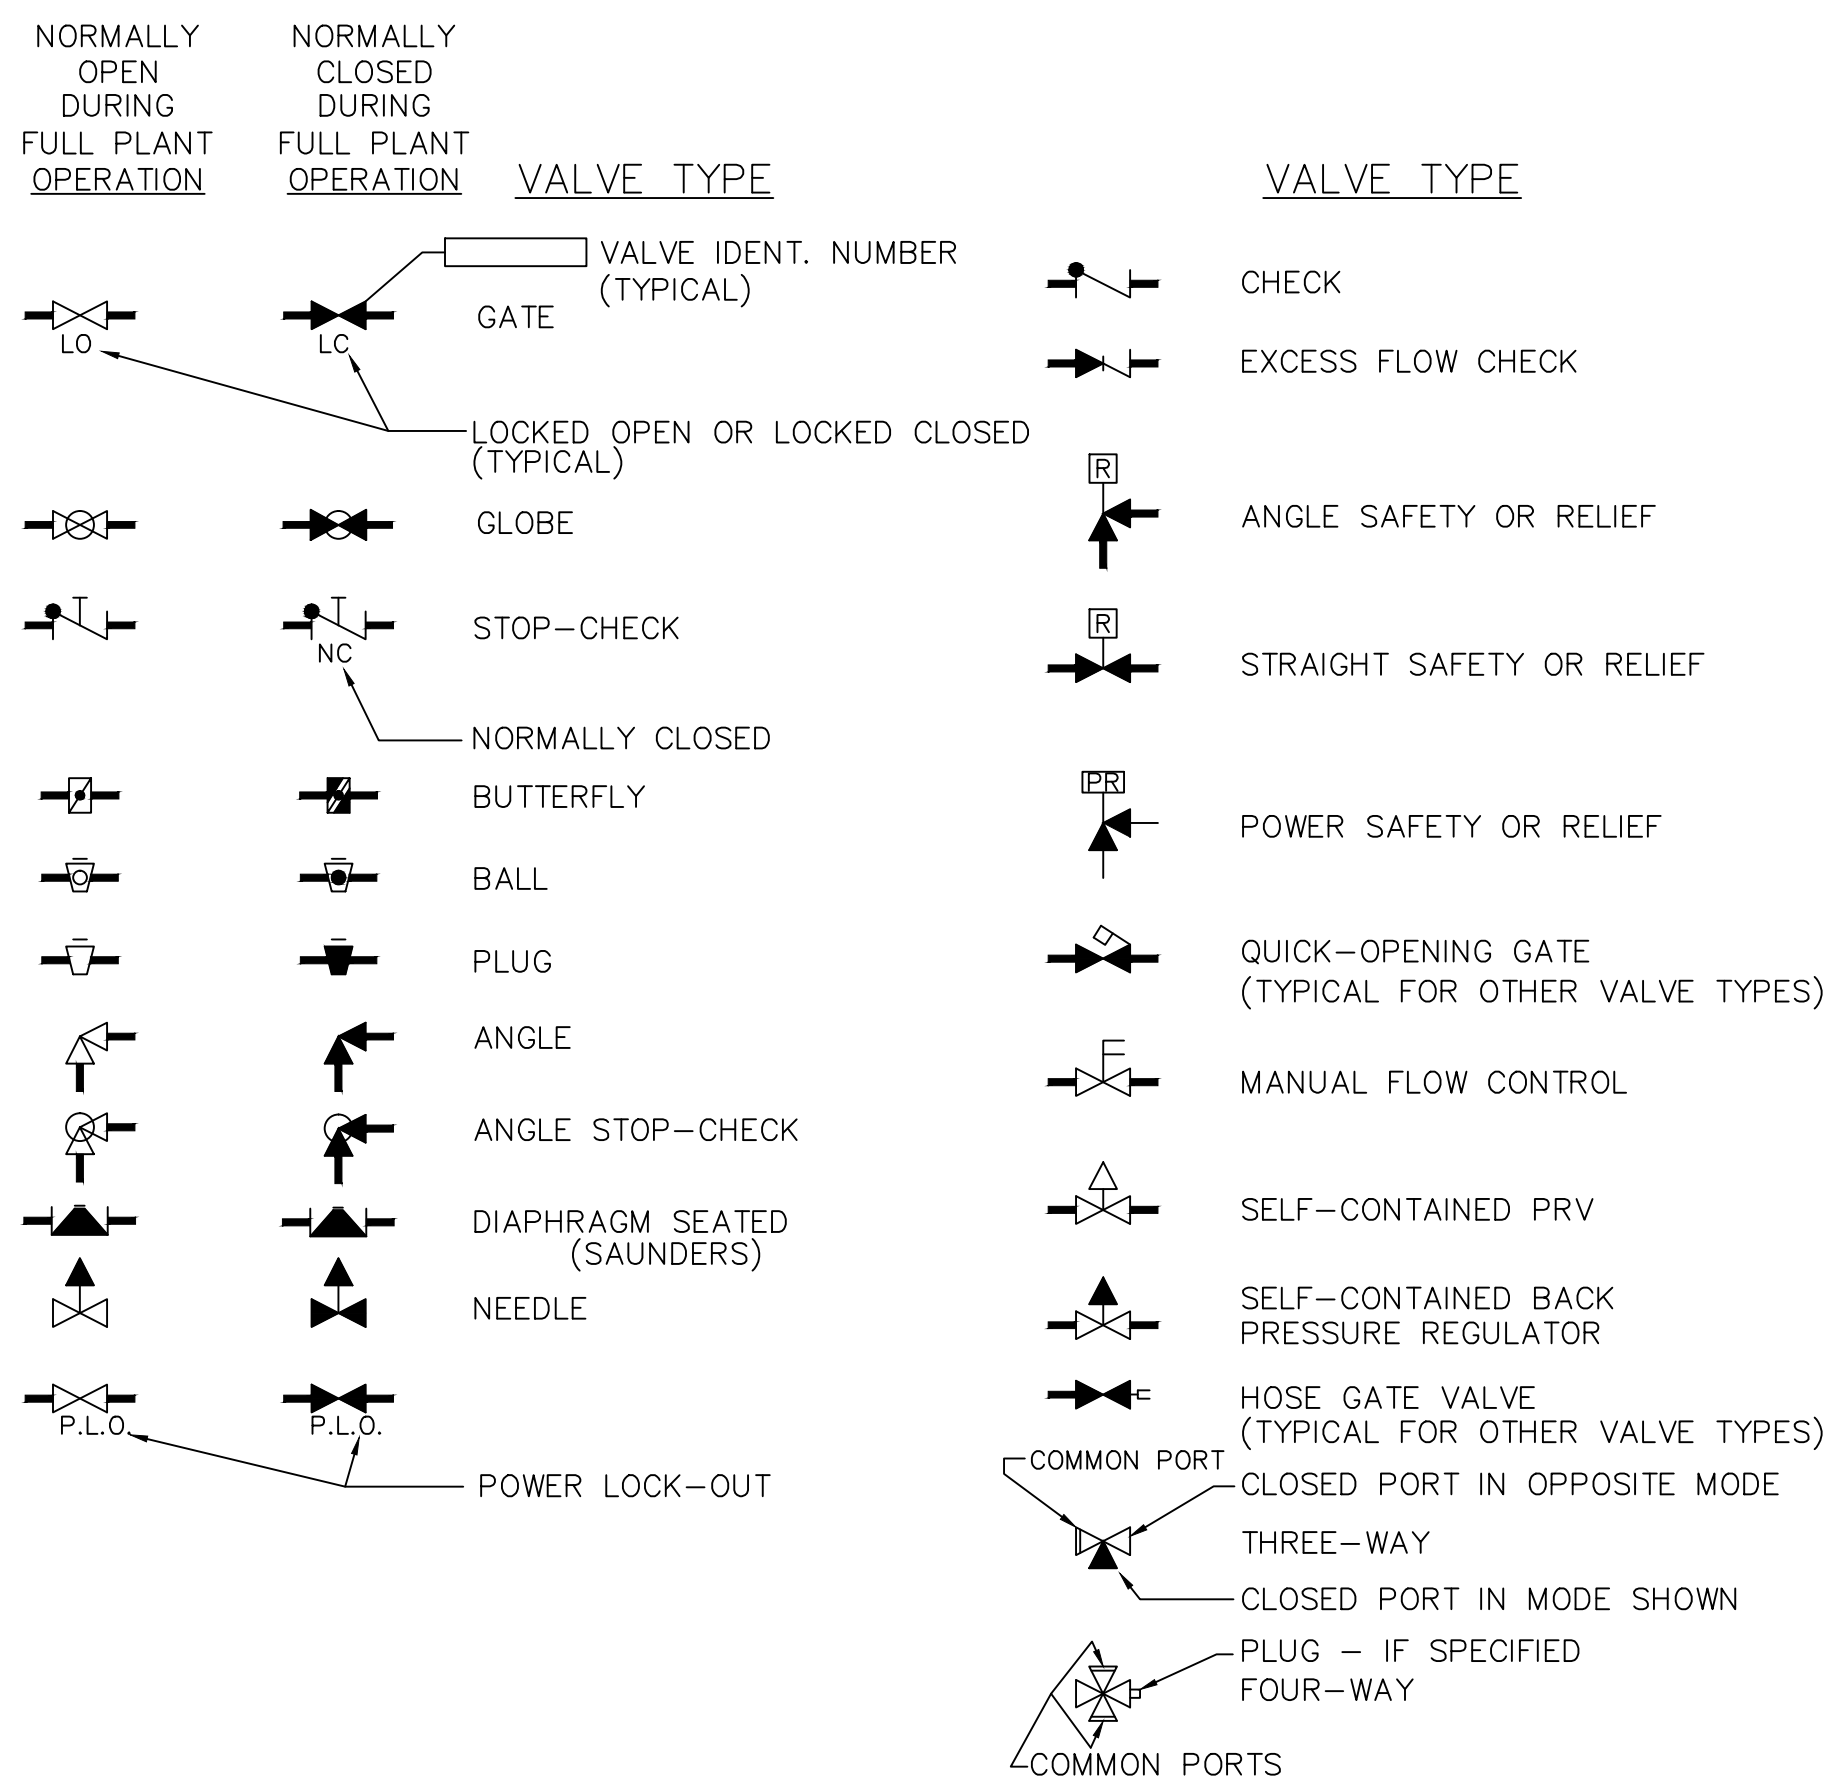 NORMALLY
OPEN
DURING
FULL PLANT
OPERATION
NORMALLY
CLOSED
DURING
FULL PLANT
OPERATION
VALVE TYPE
VALVE IDENT. NUMBER
(TYPICAL)
GATE
LO
LC
LOCKED OPEN OR LOCKED CLOSED
(TYPICAL)
GLOBE
STOP-CHECK
NC
NORMALLY CLOSED
BUTTERFLY
BALL
PLUG
ANGLE
ANGLE STOP-CHECK
DIAPHRAGM SEATED
(SAUNDERS)
NEEDLE
P.L.O.
P.L.O.
POWER LOCK-OUT
VALVE TYPE
CHECK
EXCESS FLOW CHECK
R
ANGLE SAFETY OR RELIEF
R
STRAIGHT SAFETY OR RELIEF
PR
POWER SAFETY OR RELIEF
QUICK-OPENING GATE
(TYPICAL FOR OTHER VALVE TYPES)
MANUAL FLOW CONTROL
SELF-CONTAINED PRV
SELF-CONTAINED BACK
PRESSURE REGULATOR
HOSE GATE VALVE
(TYPICAL FOR OTHER VALVE TYPES)
COMMON PORT
CLOSED PORT IN OPPOSITE MODE
THREE-WAY
CLOSED PORT IN MODE SHOWN
PLUG - IF SPECIFIED
FOUR-WAY
COMMON PORTS